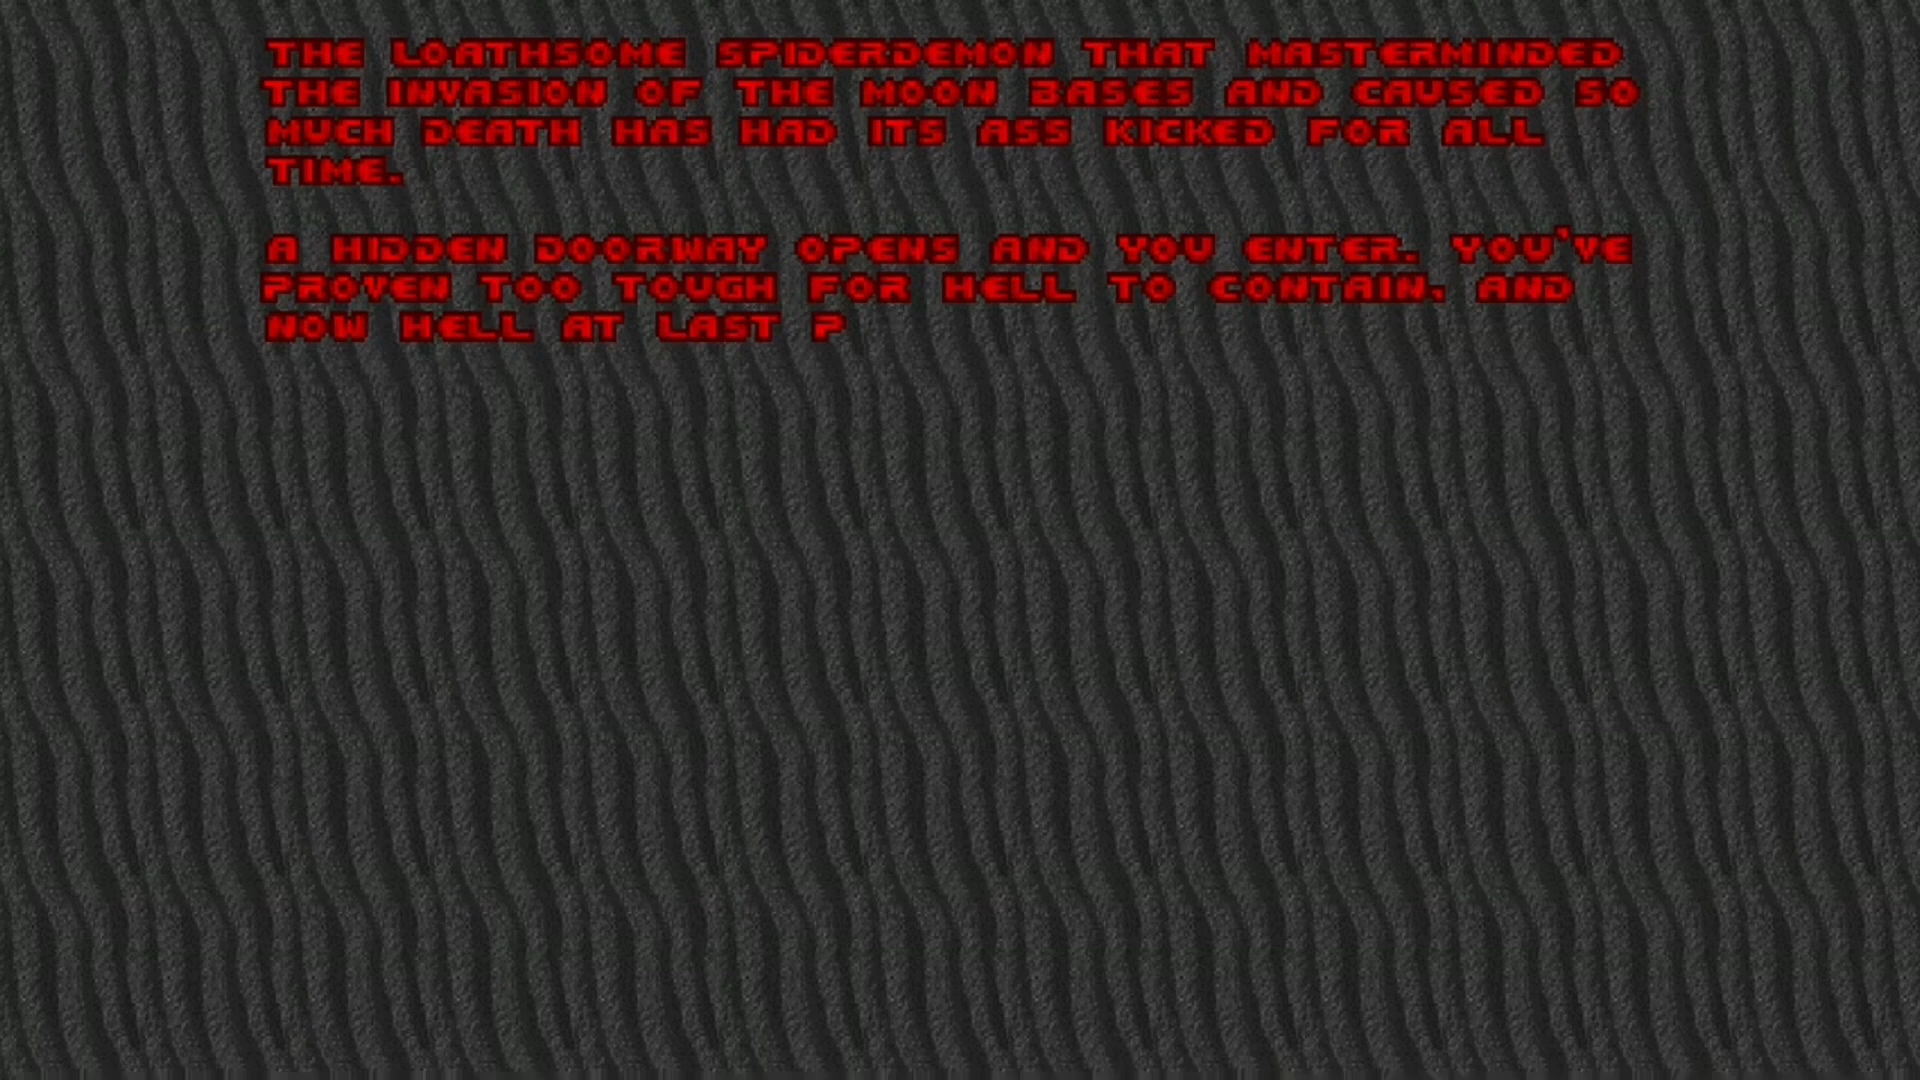 THE LOATHSOME SPIDERDEMON THAT MASTERMINDED
THE INVASION OF THE MOON BASES AND CAUSED SO
MUCH DEATH HAS HAD ITS ASS KICKED FOR ALL
TIME.
A HIDDEN DOORWAY OPENS AND YOU ENTER. YOU'VE
PROVEN TOO TOUGH FOR HELL TO CONTAIN, AND
NOW HELL AT LAST P